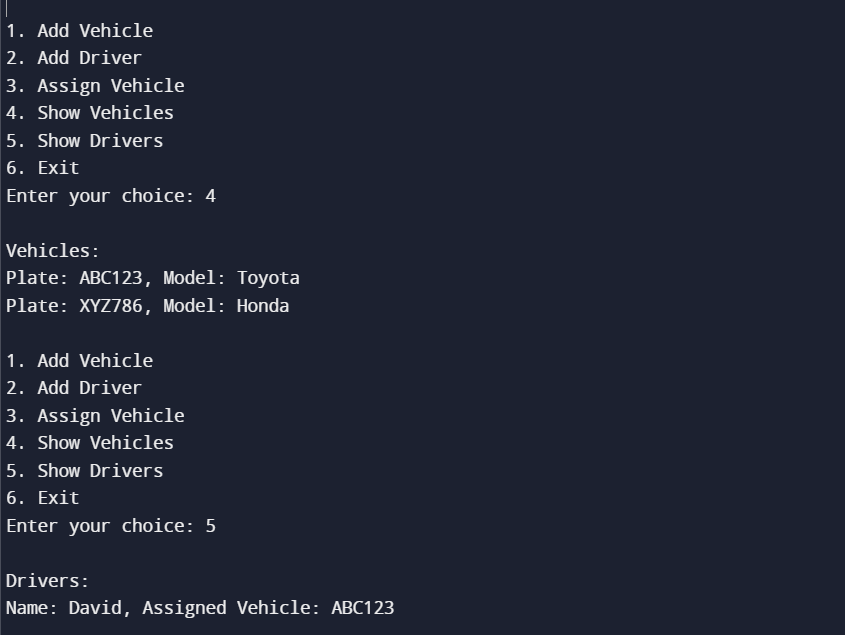 1. Add Vehicle
2. Add Driver
3. Assign Vehicle
4. Show Vehicles
5. Show Drivers
6. Exit
Enter your choice: 4
Vehicles:
Plate: ABC123, Model: Toyota
Plate: XYZ786, Model: Honda
1. Add Vehicle
2. Add Driver
3. Assign Vehicle
4. Show Vehicles
5. Show Drivers
6. Exit
Enter your choice: 5
Drivers:
Name: David, Assigned Vehicle: ABC123